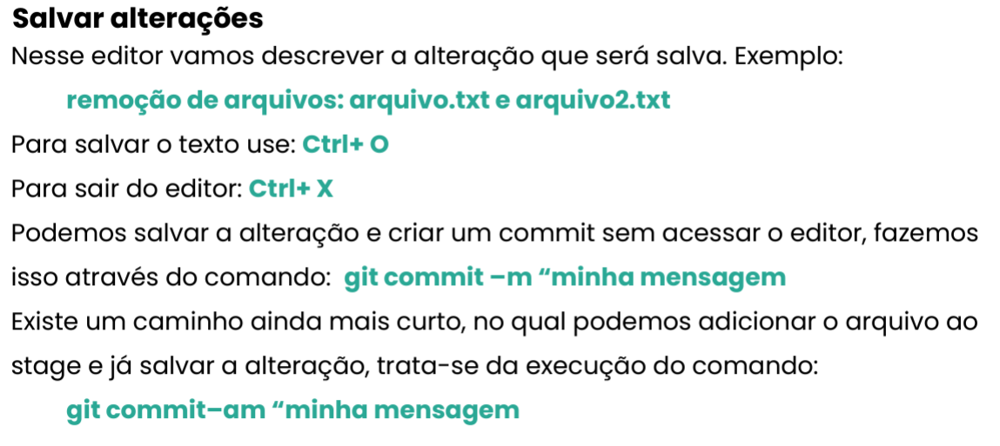 Salvar alterações
Nesse editor vamos descrever a alteração que será salva. Exemplo:
remoção de arquivos: arquivo.txt e arquivo2.txt
Para salvar o texto use: Ctrl+ O
Para sair do editor: Ctrl+ X
Podemos salvar a alteração e criar um commit sem acessar o editor, fazemos
isso através do comando:  git commit –m “minha mensagem
Existe um caminho ainda mais curto, no qual podemos adicionar o arquivo ao
stage e já salvar a alteração, trata-se da execução do comando:
git commit–am “minha mensagem